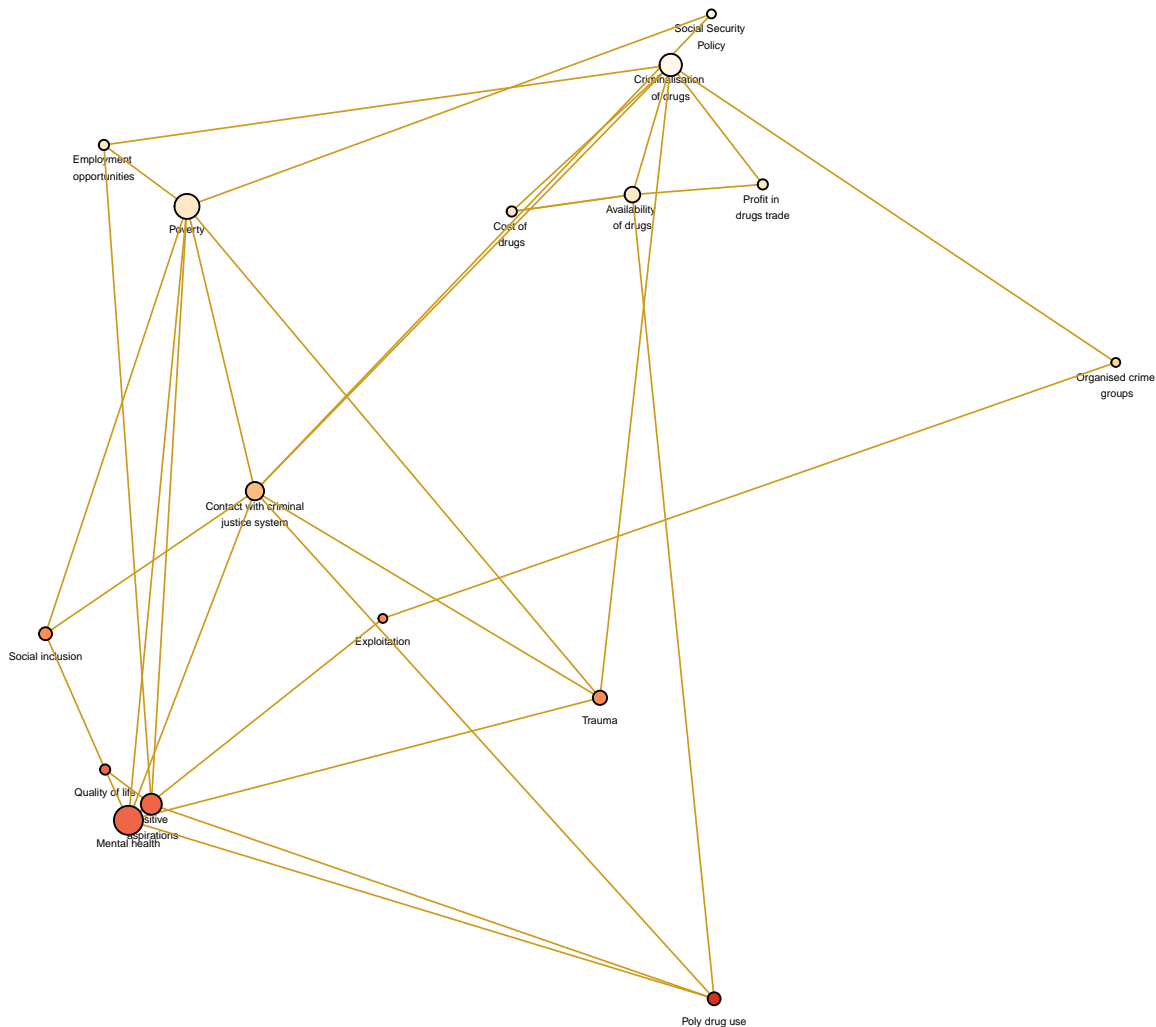 Social Security
Policy
Criminalisation
of drugs
Employment
opportunities
Profit in
drugs trade
Availability
of drugs
Cost of
drugs
Poverty
Organised crime
groups
Contact with criminal
justice system
Exploitation
Social inclusion
Trauma
Quality of life
sitive
aspirations
Mental health
Poly drug use